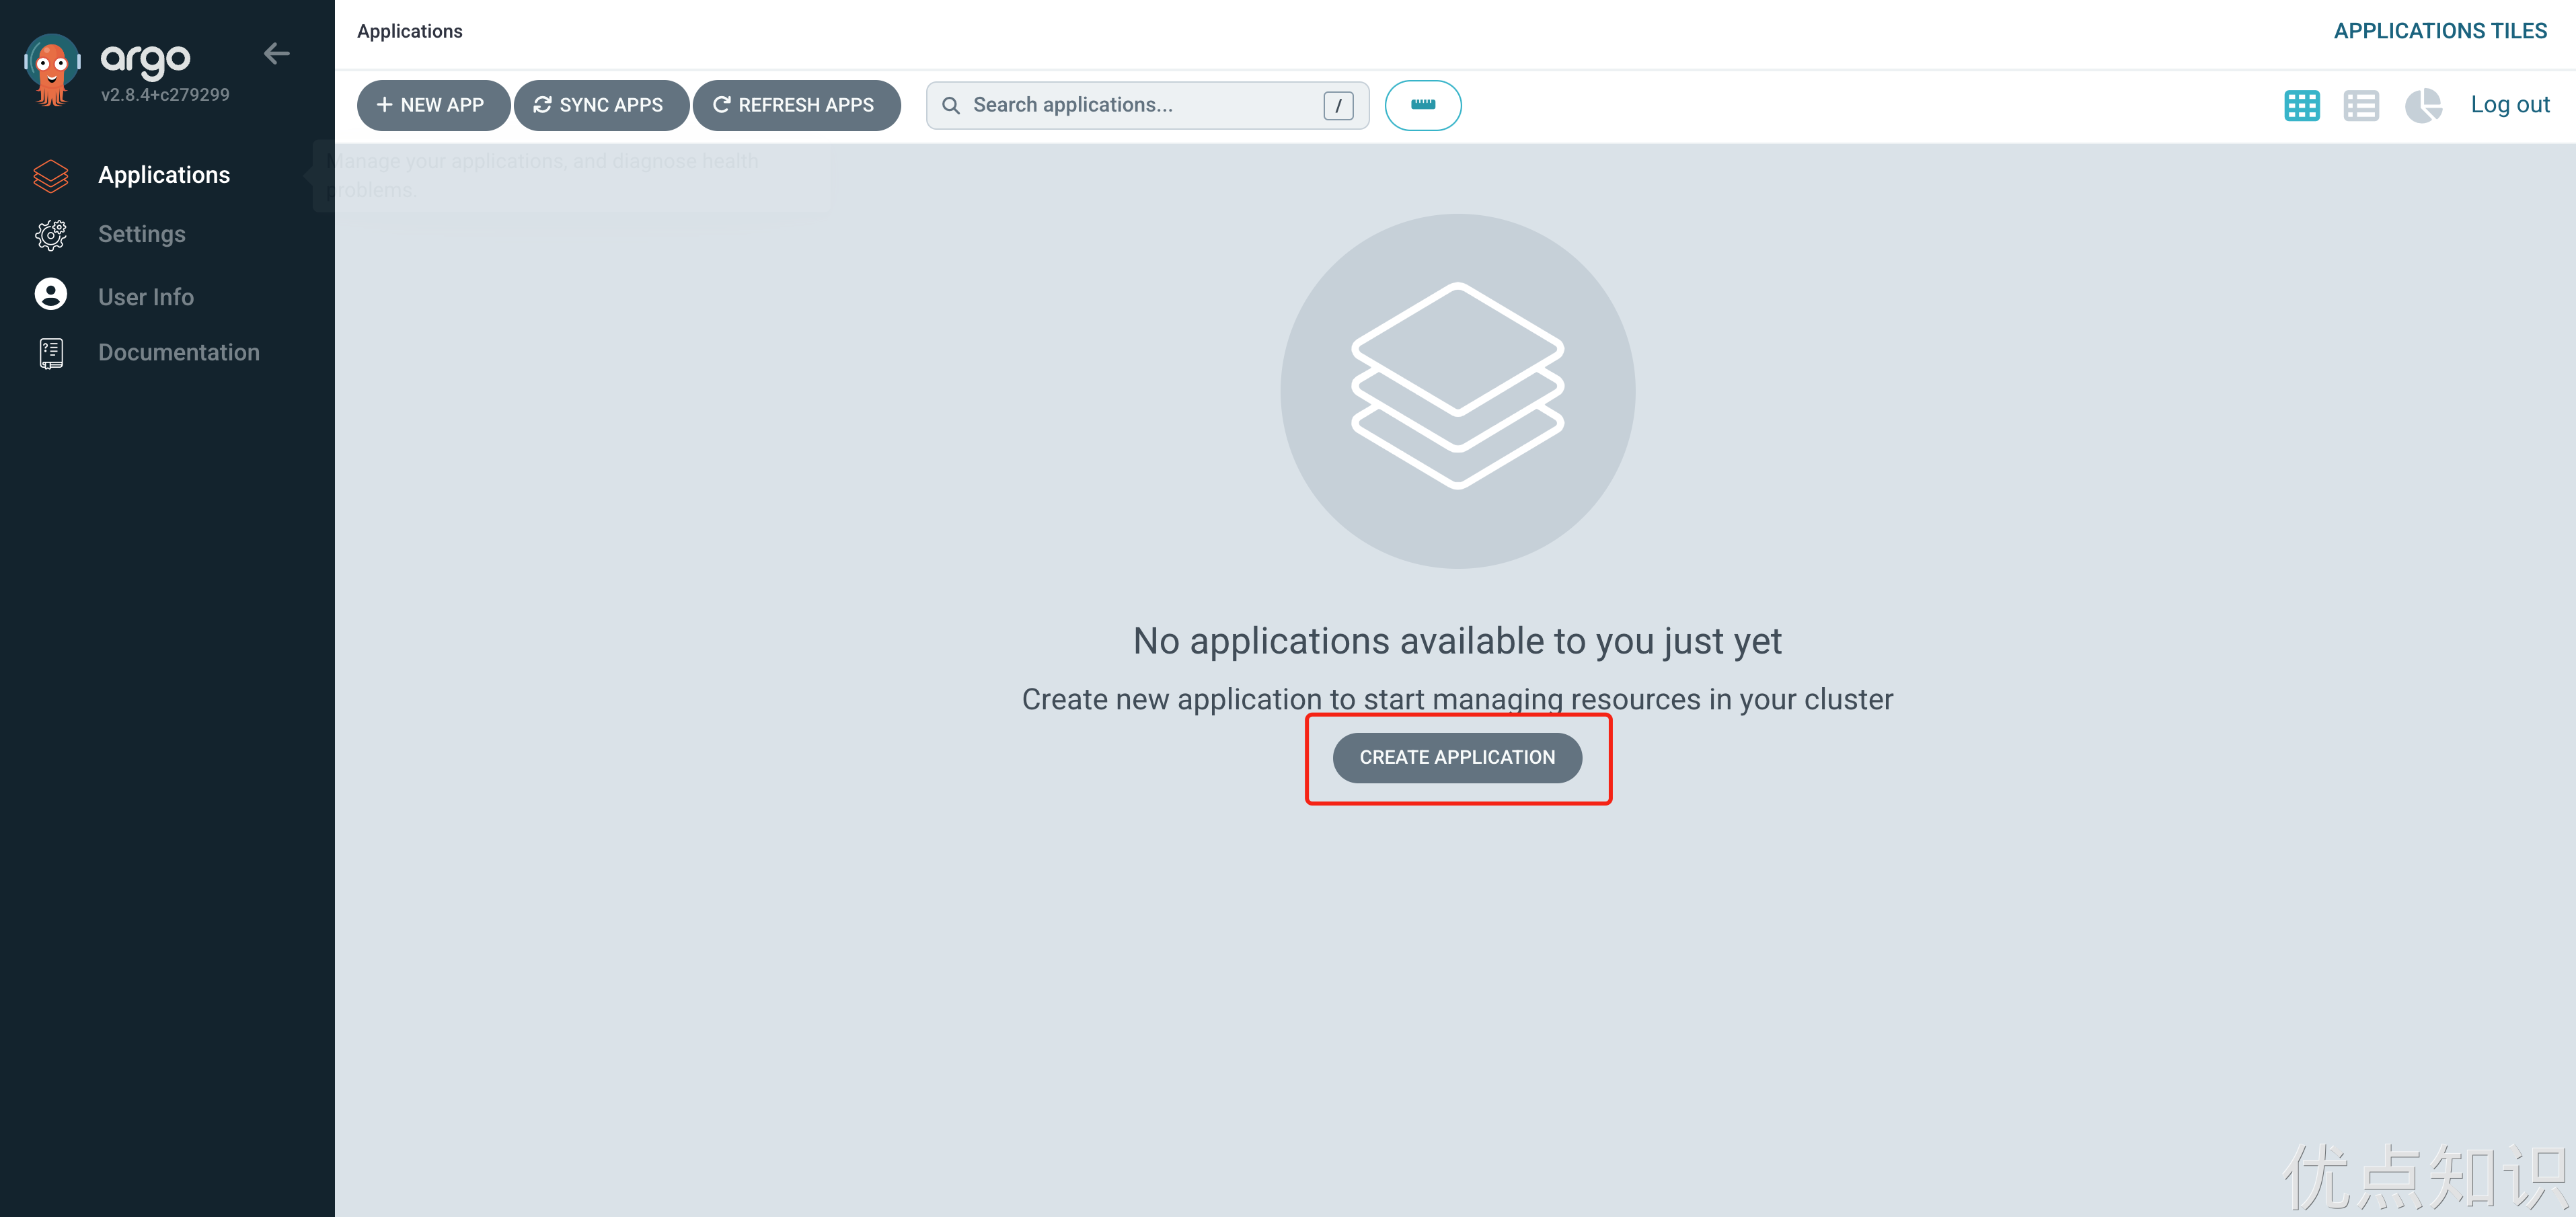 argo
v2.8.4+c279299
Applications
Settings
User Info
Documentation
Applications
APPLICATIONS TILES
+ NEW APP
SYNC APPS
REFRESH APPS
Search applications...
/
Log out
Manage your applications, and diagnose health
problems.
No applications available to you just yet
Create new application to start managing resources in your cluster
CREATE APPLICATION
优点知识